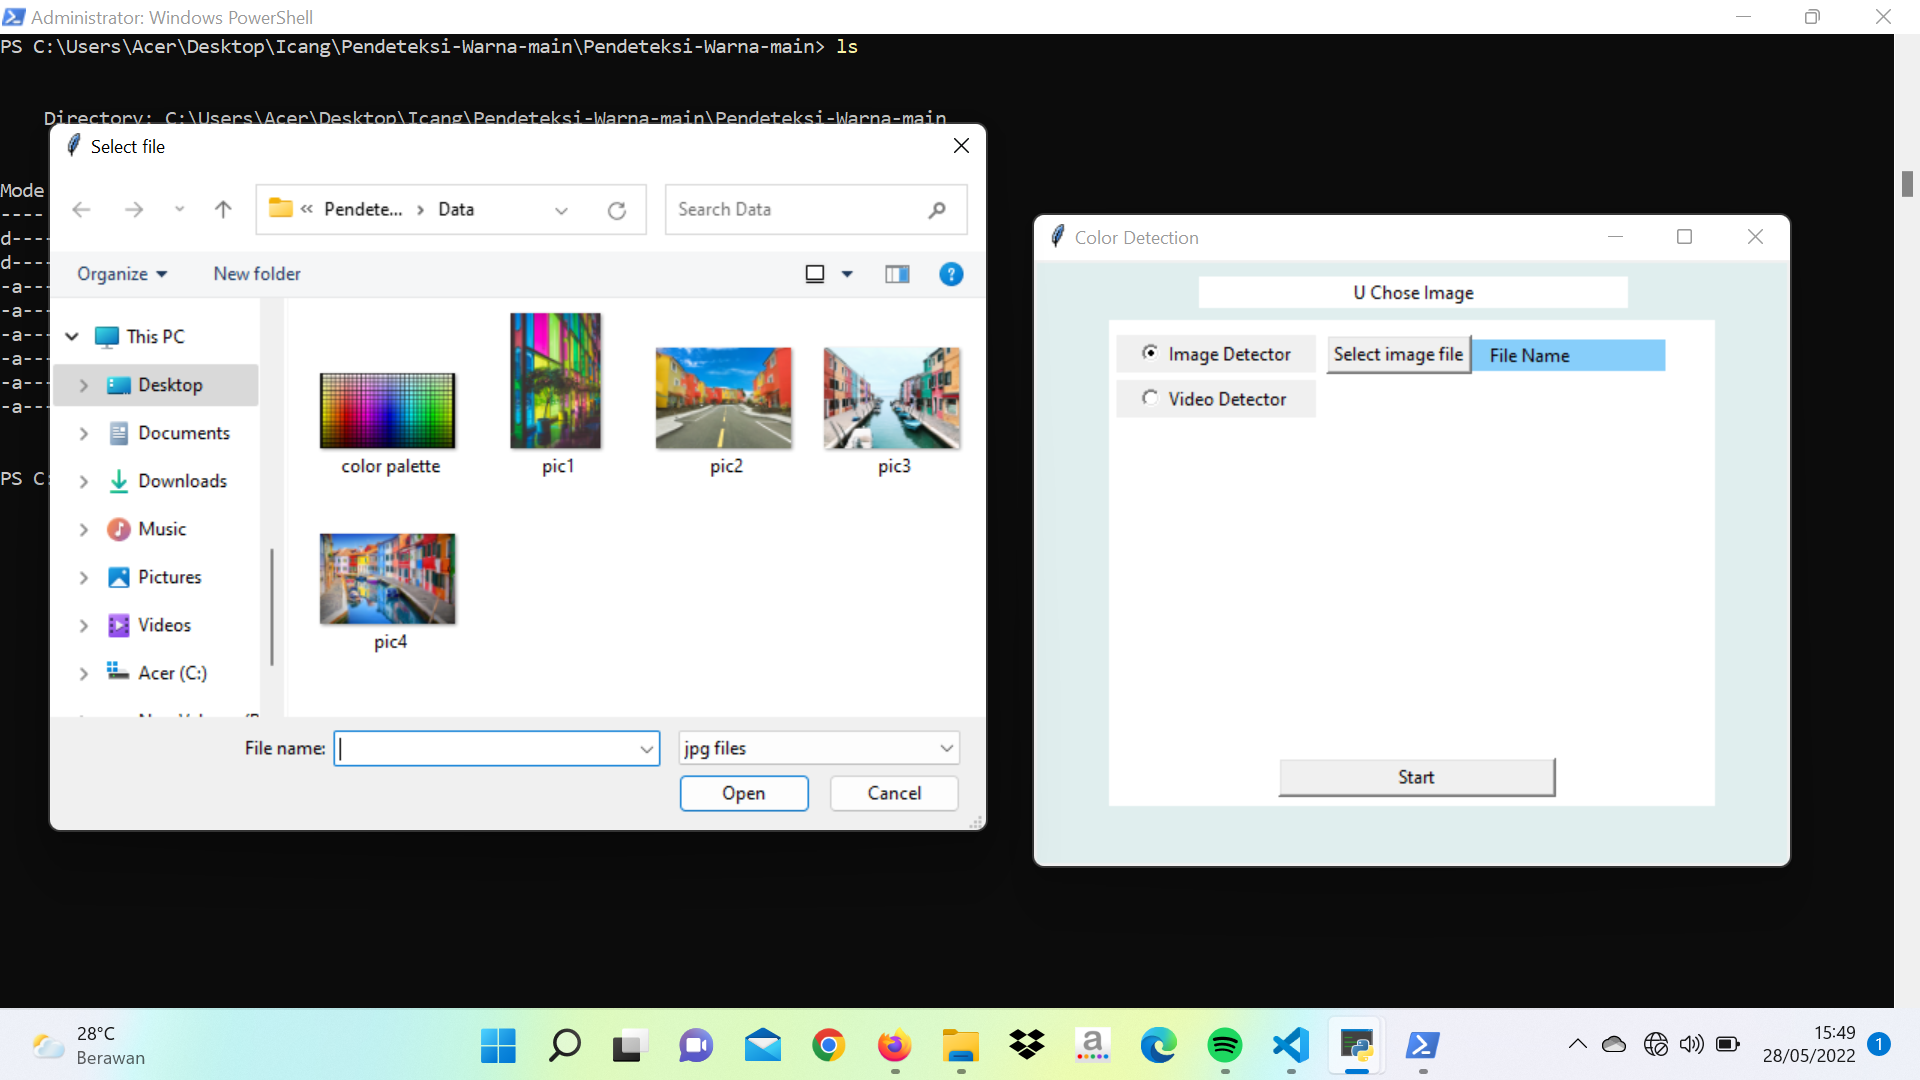 Administrator: Windows PowerShell
PS C:\Users\Acer\Desktop\Icang\Pendeteksi-Warna-main\Pendeteksi-Warna-main> ls
Directory: C:\Users\Acer\Desktop\Icang\Pendeteksi-Warna-main\Pendeteksi-Warna-main
Mode
----
d----
d----
-a---
-a---
-a---
-a---
-a---
-a---
PS C:
Select file
« Pendete... › Data
Search Data
Organize
New folder
This PC
Desktop
Documents
Downloads
Music
Pictures
Videos
Acer (C:)
color palette
pic1
pic2
pic3
pic4
File name:
jpg files
Open
Cancel
Color Detection
U Chose Image
Image Detector
Select image file
File Name
Video Detector
Start
28°C
Berawan
a
15:49
28/05/2022
1